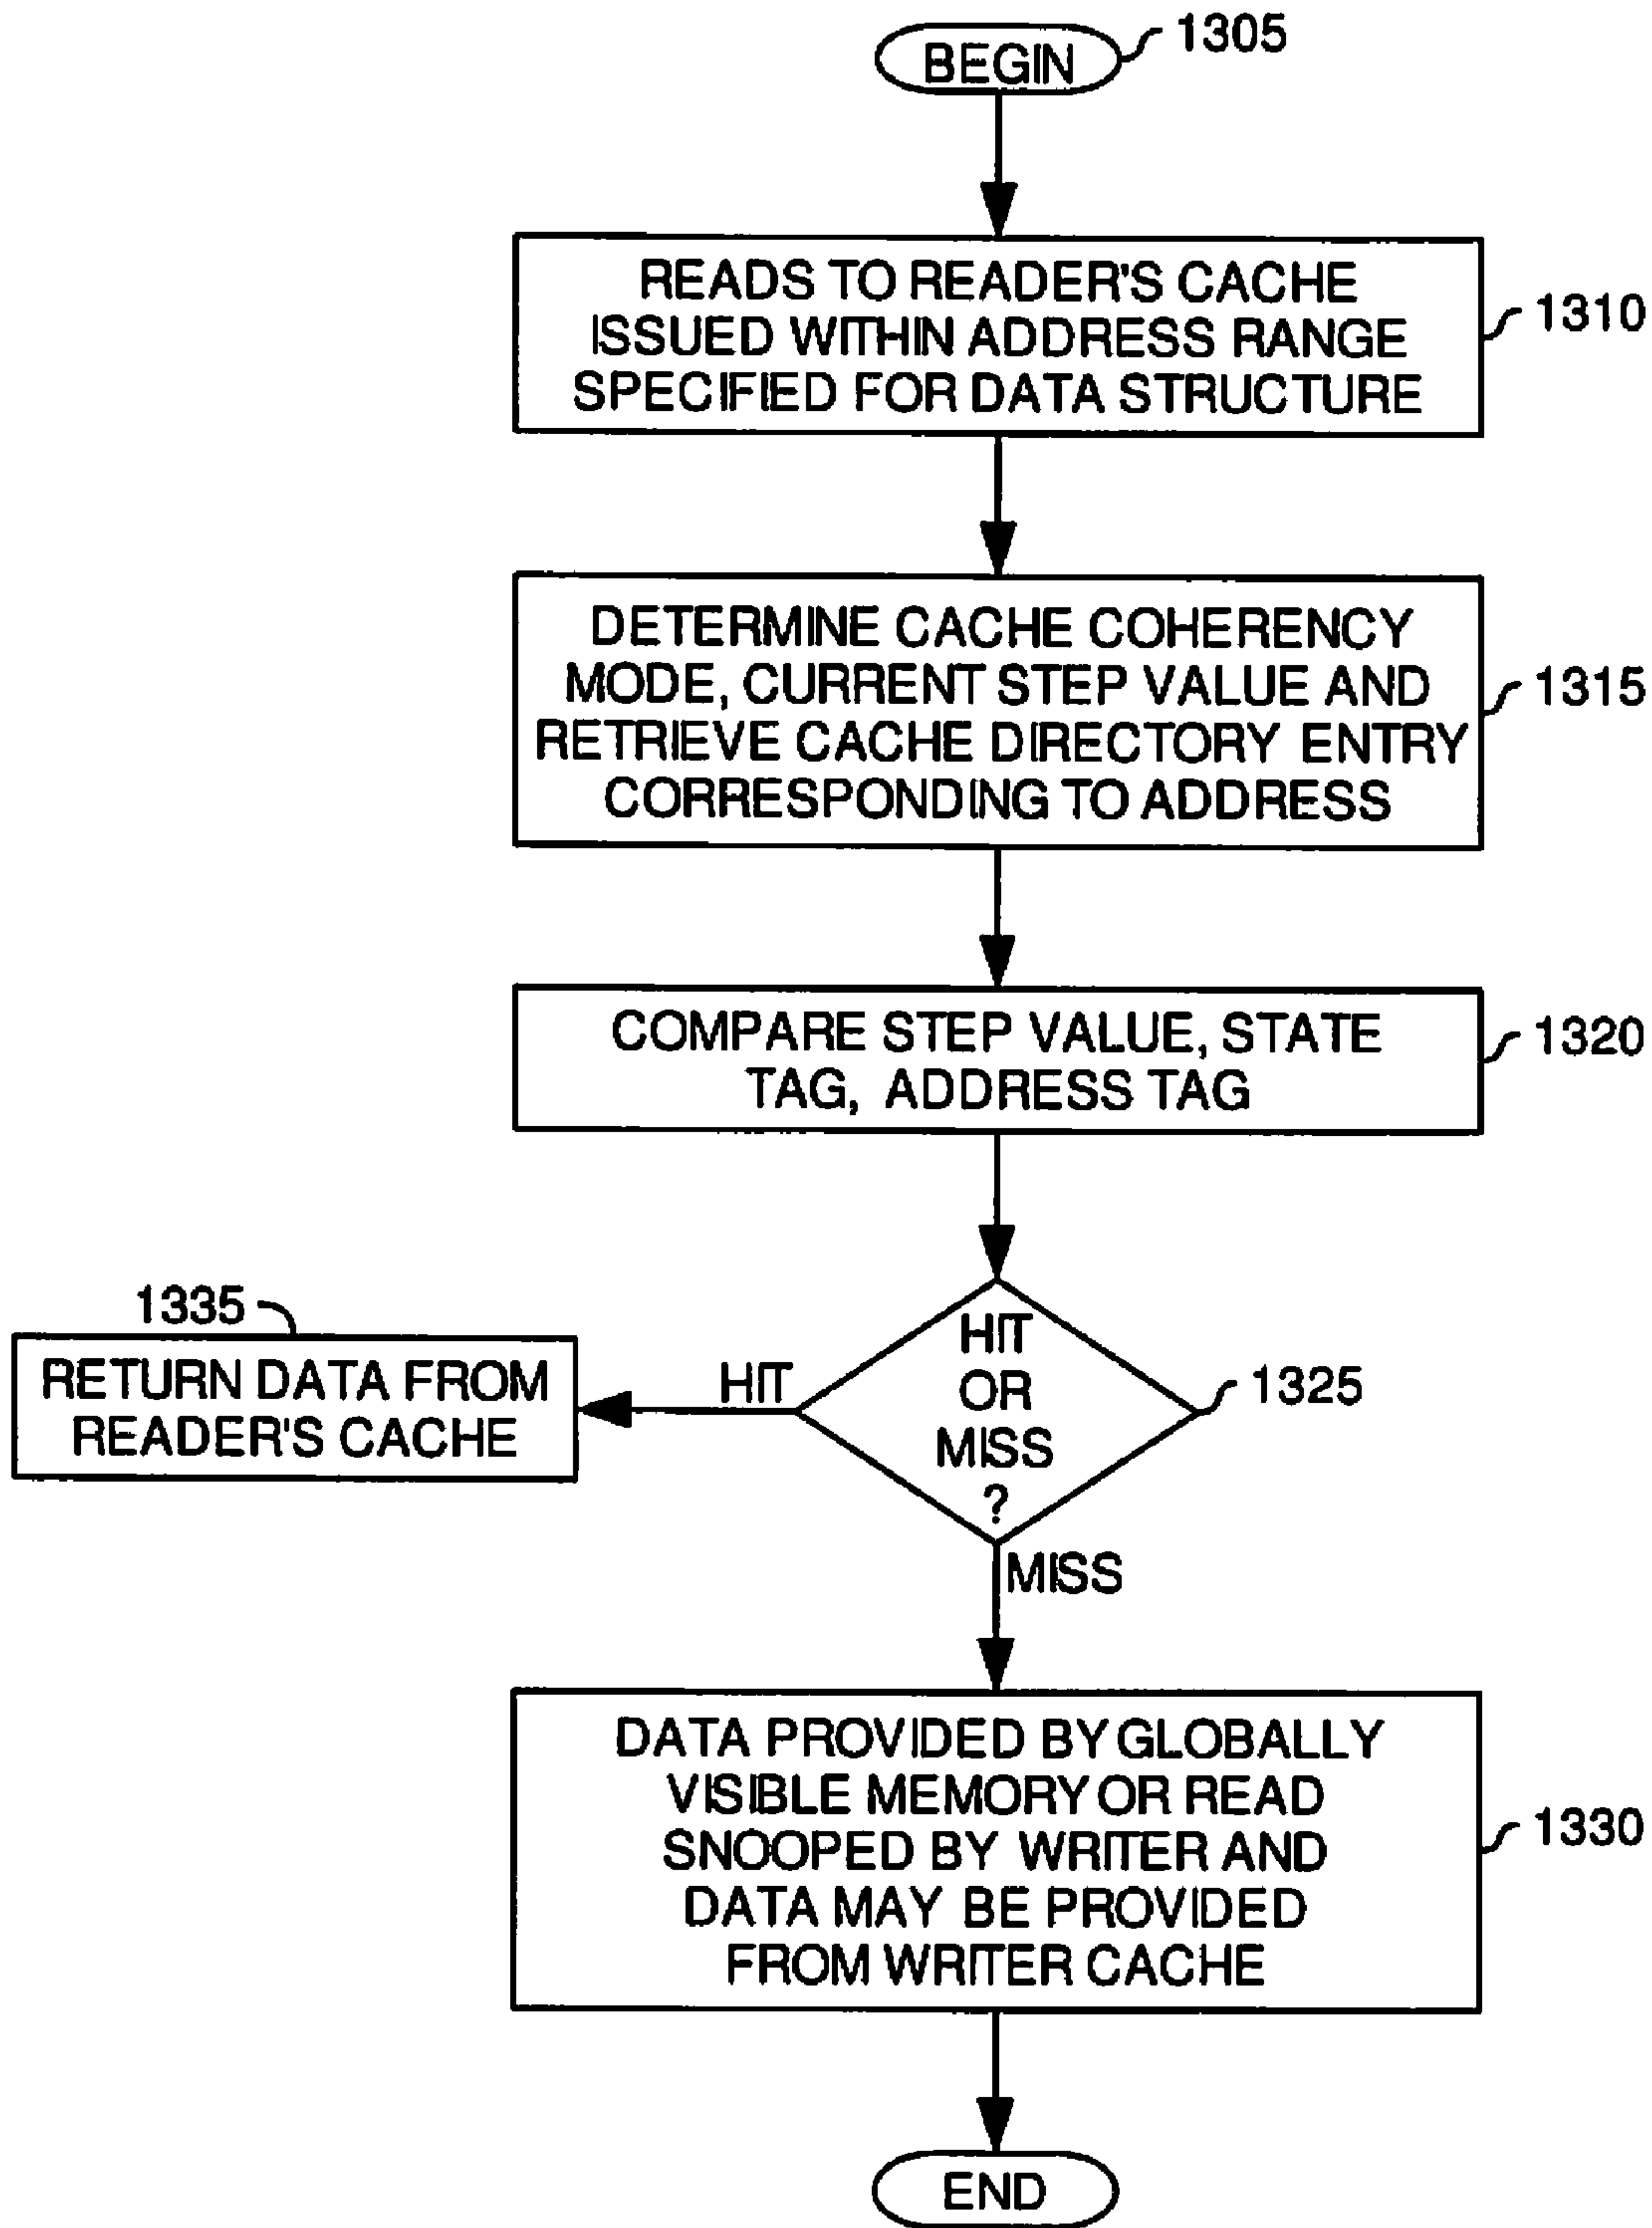 BEGIN
1305
READS TO READER'S CACHE
ISSUED WITHIN ADDRESS RANGE
SPECIFIED FOR DATA STRUCTURE
1310
DETERMINE CACHE COHERENCY
MODE, CURRENT STEP VALUE AND
RETRIEVE CACHE DIRECTORY ENTRY
CORRESPONDING TO ADDRESS
1315
COMPARE STEP VALUE, STATE
TAG, ADDRESS TAG
1320
HIT
OR
MISS
?
1325
HIT
1335
RETURN DATA FROM
READER'S CACHE
MISS
DATA PROVIDED BY GLOBALLY
VISIBLE MEMORY OR READ
SNOOPED BY WRITER AND
DATA MAY BE PROVIDED
FROM WRITER CACHE
1330
END